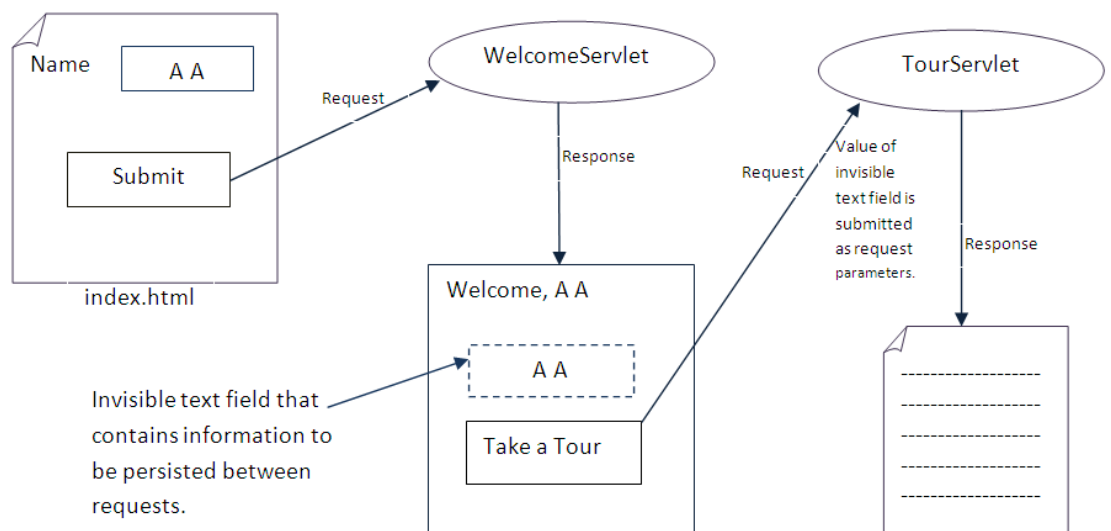 Name
A A
Submit
index.html
Request
WelcomeServlet
Response
Welcome, A A
A A
Take a Tour
Invisible text field that
contains information to
be persisted between
requests.
Request
TourServlet
Value of
invisible
text field is
submitted
as request
parameters.
Response